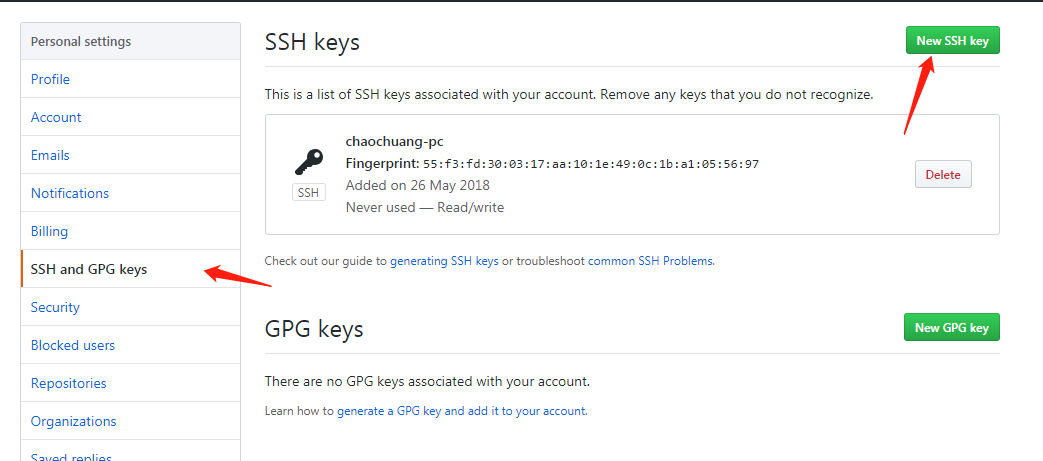 Personal settings
Profile
Account
Emails
Notifications
Billing
SSH and GPG keys
Security
Blocked users
Repositories
Organizations
Saved replies
SSH keys
New SSH key
This is a list of SSH keys associated with your account. Remove any keys that you do not recognize.
chaochuang-pc
Fingerprint: 55:f3:fd:30:03:17:aa:10:1e:49:0c:1b:a1:05:56:97
SSH
Added on 26 May 2018
Never used — Read/write
Delete
Check out our guide to generating SSH keys or troubleshoot common SSH Problems.
GPG keys
New GPG key
There are no GPG keys associated with your account.
Learn how to generate a GPG key and add it to your account.